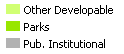 Other Developable
Parks
Pub. Institutional